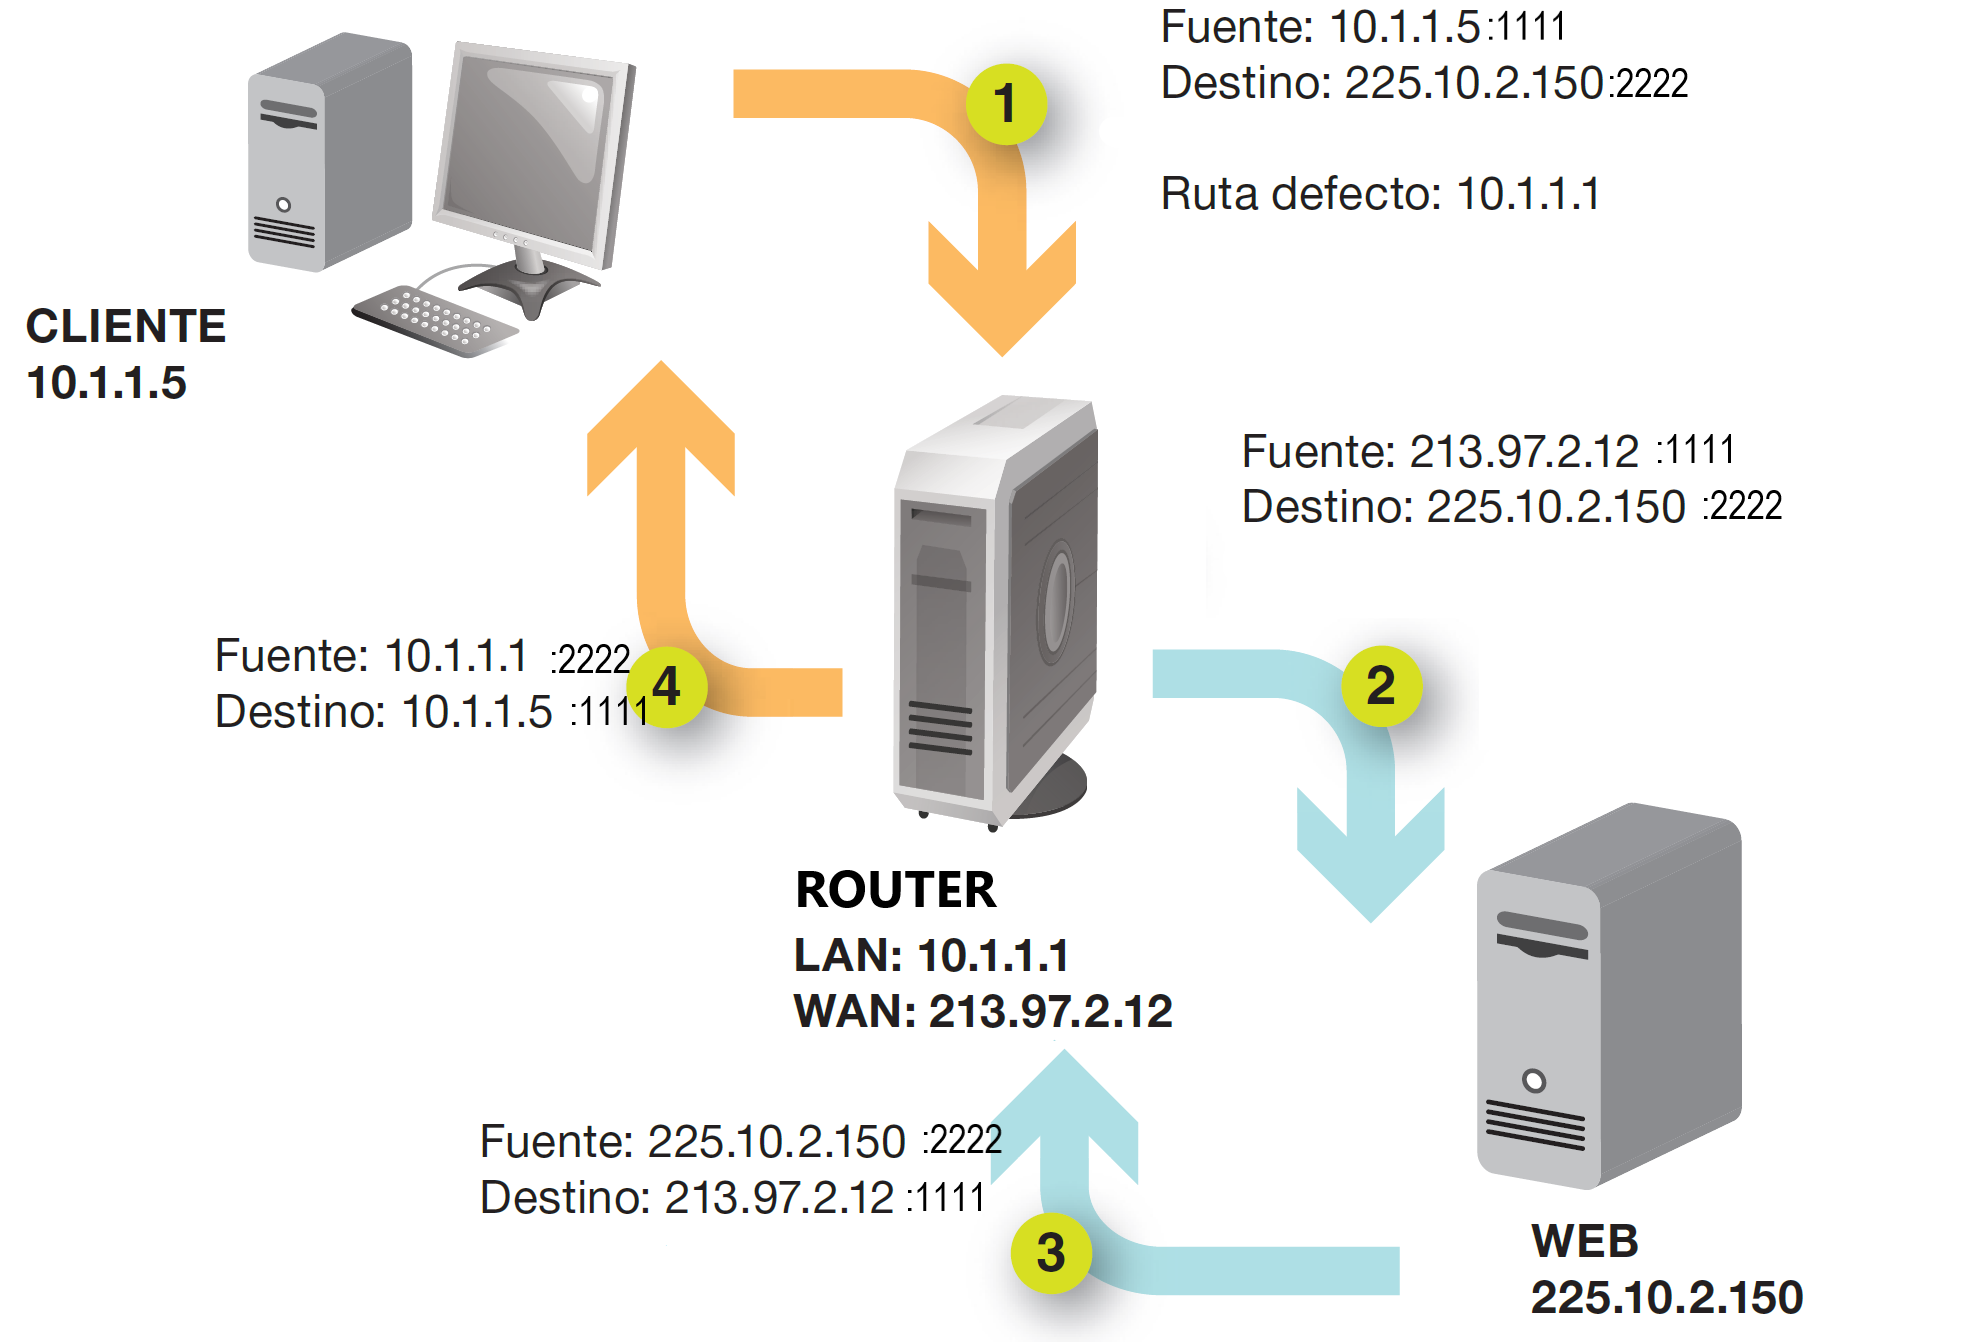 Fuente: 10.1.1.5 :1111
Destino: 225.10.2.150 :2222
Ruta defecto: 10.1.1.1
1
CLIENTE
10.1.1.5
Fuente: 213.97.2.12 :1111
Destino: 225.10.2.150 :2222
2
Fuente: 10.1.1.1 :2222
Destino: 10.1.1.5 :1111
4
ROUTER
LAN: 10.1.1.1
WAN: 213.97.2.12
Fuente: 225.10.2.150 :2222
Destino: 213.97.2.12 :1111
3
WEB
225.10.2.150